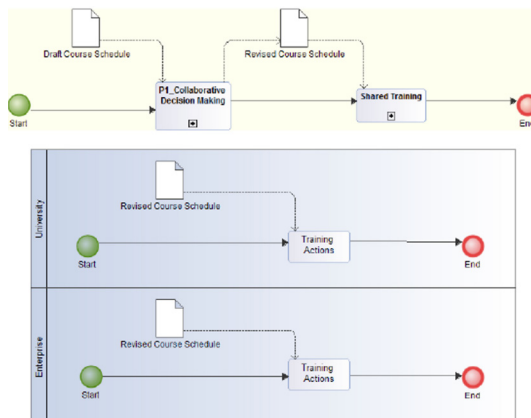 Draft Course Schedule
Revised Course Schedule
P1_Collaborative
Decision Making
Shared Training
Start
End
University
Revised Course Schedule
Training
Actions
Start
End
Enterprise
Revised Course Schedule
Training
Actions
Start
End